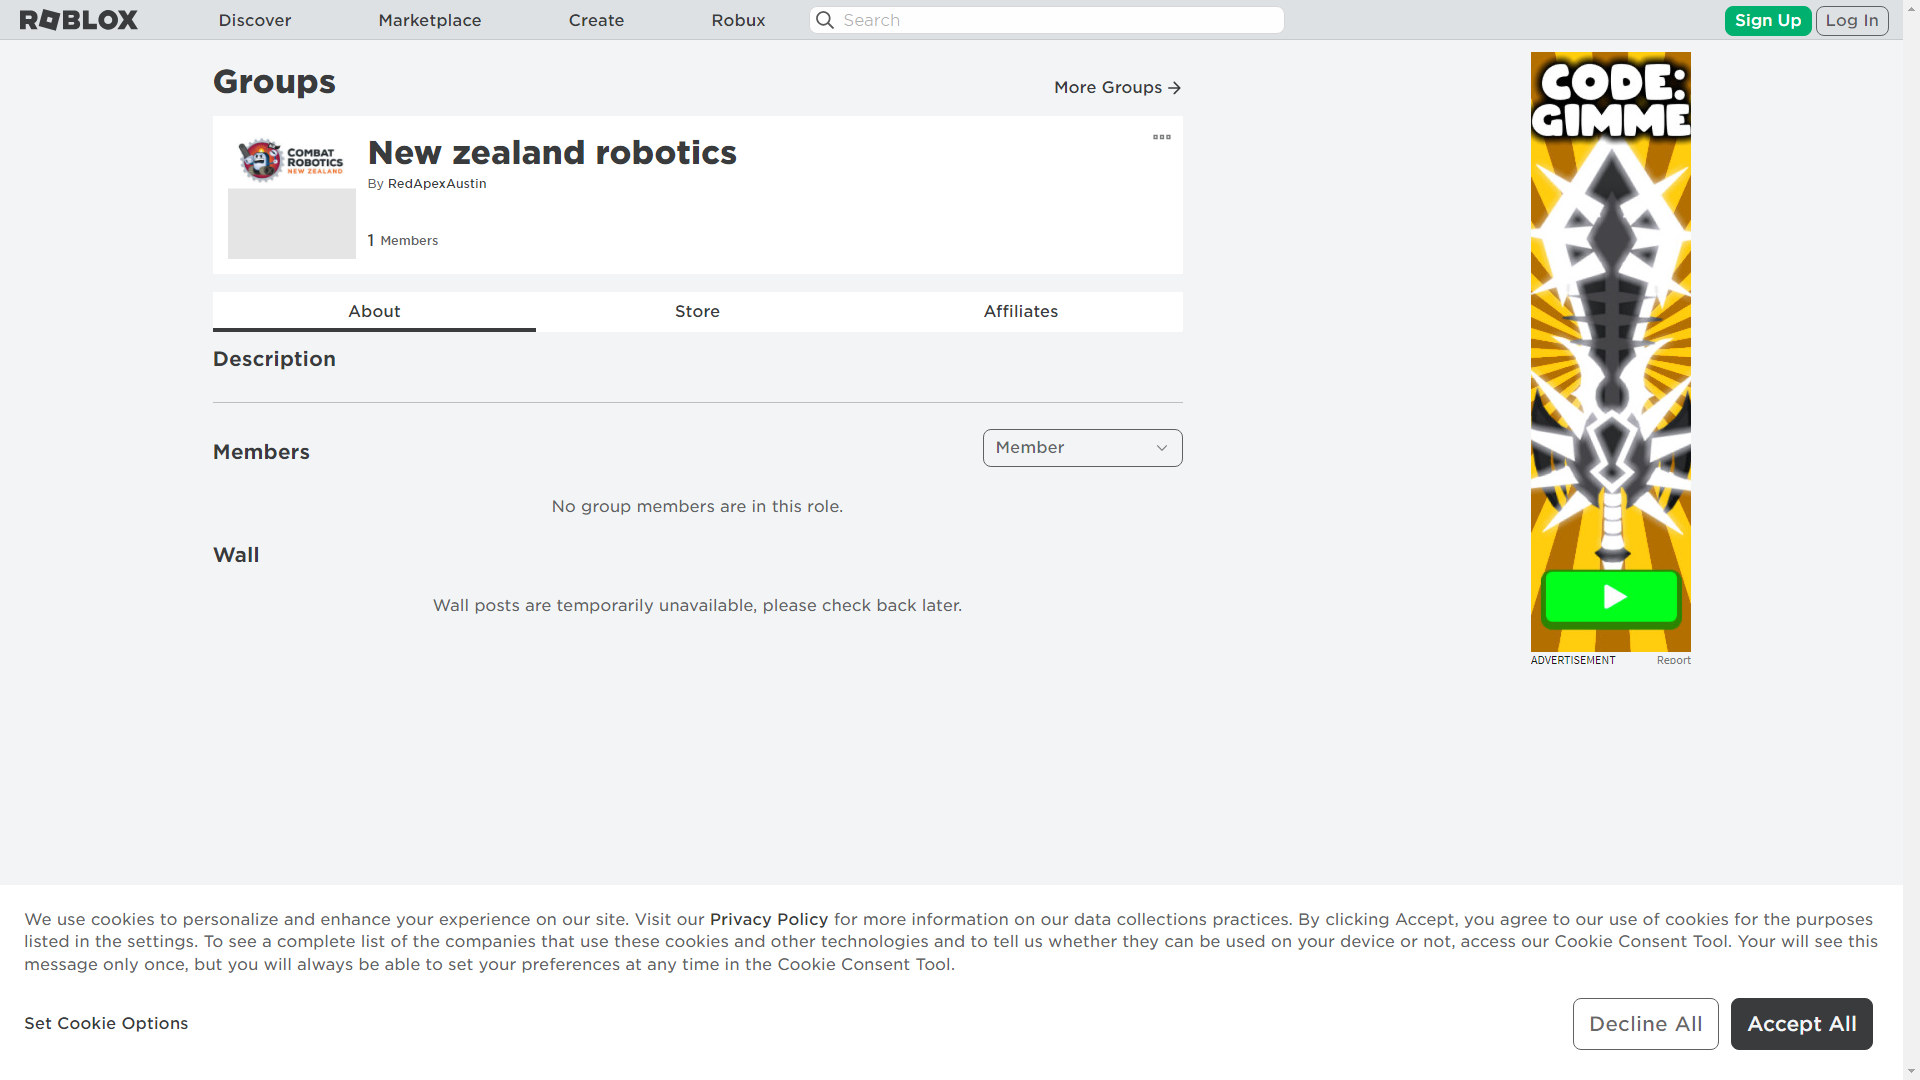 ROBLOX
Discover
Marketplace
Create
Robux
Search
Sign Up
Log In
Groups
More Groups
COMBAT
ROBOTICS
NEW ZEALAND
New zealand robotics
By RedApexAustin
1 Members
About
Store
Affiliates
Description
Members
Member
No group members are in this role.
Wall
Wall posts are temporarily unavailable, please check back later.
CODE:
GIMME
ADVERTISEMENT
Report
We use cookies to personalize and enhance your experience on our site. Visit our Privacy Policy for more information on our data collections practices. By clicking Accept, you agree to our use of cookies for the purposes
listed in the settings. To see a complete list of the companies that use these cookies and other technologies and to tell us whether they can be used on your device or not, access our Cookie Consent Tool. Your will see this
message only once, but you will always be able to set your preferences at any time in the Cookie Consent Tool.
Set Cookie Options
Decline All
Accept All